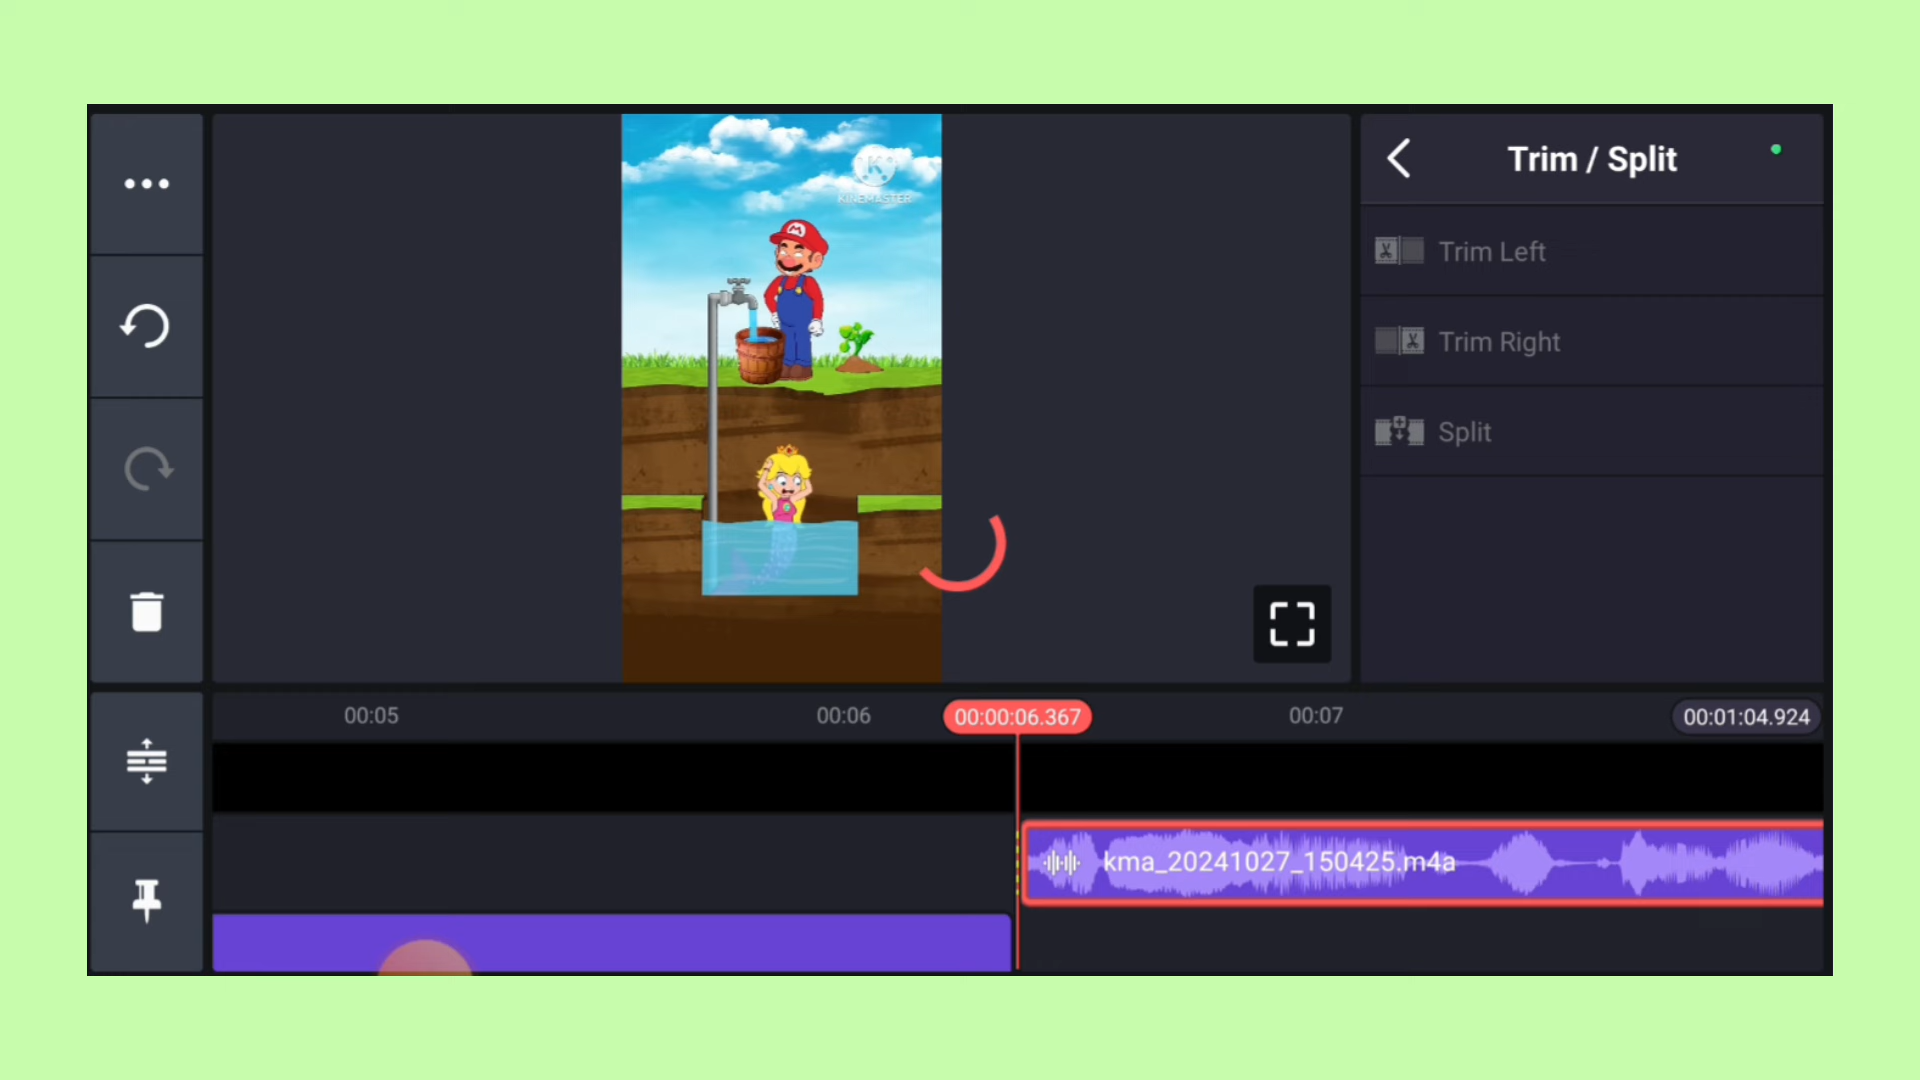 Trim / Split
K
KINEMASTER
M
Trim Left
Trim Right
Split
00:05
00:06
00:00:06.367
00:07
00:01:04.924
kma_20241027_150425.m4a